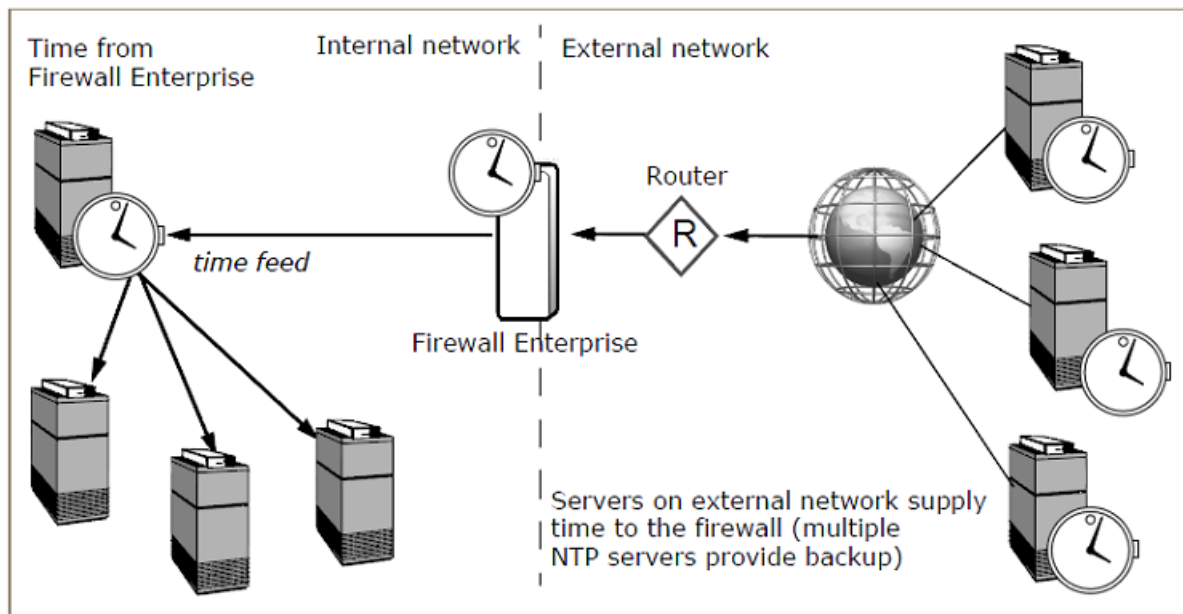 Time from
Firewall Enterprise
Internal network
External network
Router
R
time feed
Firewall Enterprise
Servers on external network supply
time to the firewall (multiple
NTP servers provide backup)